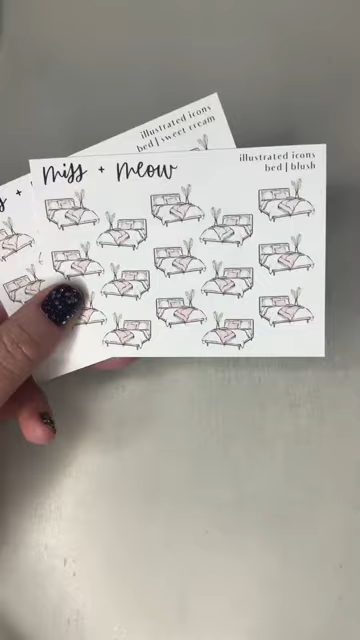 illustrated icons
bed | sweet cream
s +
miss + meow
illustrated icons
bed | blush